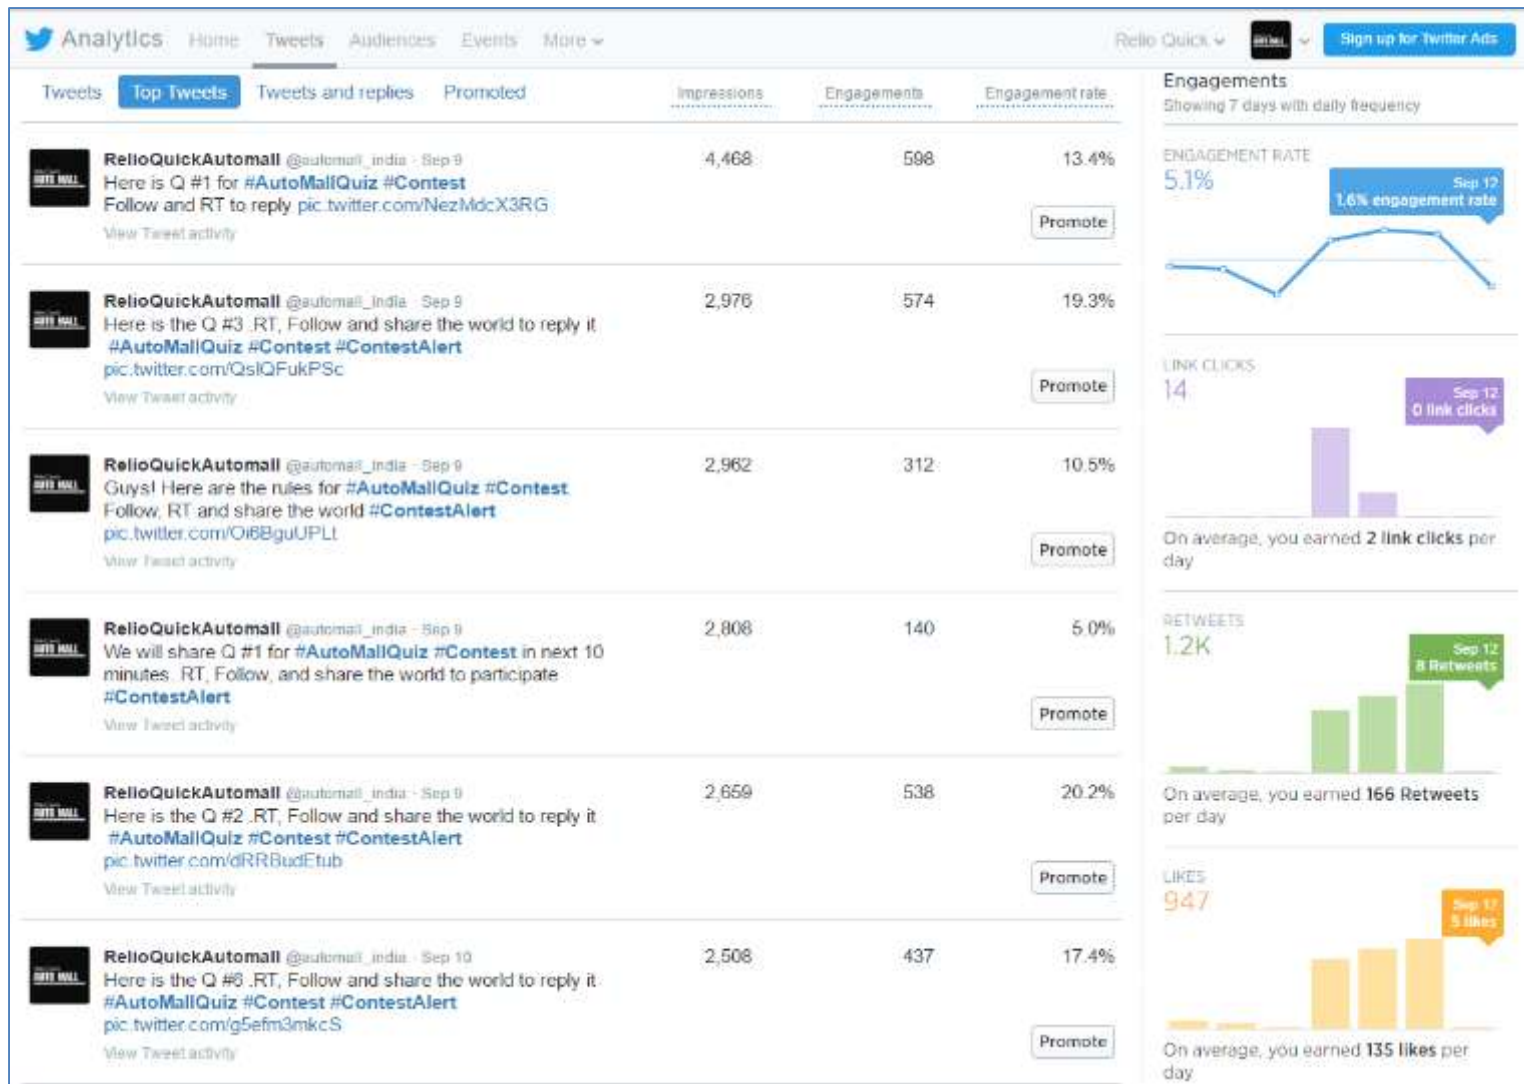 Analytics Home Tweets Audiences Events More
Relio Quick
Sign up for Twitter Ads
Tweets Top Tweets Tweets and replies Promoted
Impressions Engagements Engagement rate
RelioQuickAutomall @automall_india · Sep 9
Here is Q #1 for #AutoMallQuiz #Contest
Follow and RT to reply pic.twitter.com/NezMdcX3RG
View Tweet activity
4,468 598 13.4%
Promote
RelioQuickAutomall @automall_india · Sep 9
Here is the Q #3 .RT, Follow and share the world to reply it
#AutoMallQuiz #Contest #ContestAlert
pic.twitter.com/QslQFukPSc
View Tweet activity
2,976 574 19.3%
Promote
RelioQuickAutomall @automall_india · Sep 9
Guys! Here are the rules for #AutoMallQuiz #Contest
Follow, RT and share the world #ContestAlert
pic.twitter.com/Oi6BguUPLt
View Tweet activity
2,962 312 10.5%
Promote
RelioQuickAutomall @automall_india · Sep 9
We will share Q #1 for #AutoMallQuiz #Contest in next 10
minutes. RT, Follow, and share the world to participate
#ContestAlert
View Tweet activity
2,808 140 5.0%
Promote
RelioQuickAutomall @automall_india · Sep 9
Here is the Q #2 .RT, Follow and share the world to reply it
#AutoMallQuiz #Contest #ContestAlert
pic.twitter.com/dRRBudEtub
View Tweet activity
2,659 538 20.2%
Promote
RelioQuickAutomall @automall_india · Sep 10
Here is the Q #6 .RT, Follow and share the world to reply it
#AutoMallQuiz #Contest #ContestAlert
pic.twitter.com/g5efm3mkcS
View Tweet activity
2,508 437 17.4%
Promote
Engagements
Showing 7 days with daily frequency
ENGAGEMENT RATE
5.1%
Sep 12
1.6% engagement rate
LINK CLICKS
14
Sep 12
0 link clicks
On average, you earned 2 link clicks per
day
RETWEETS
1.2K
Sep 12
8 Retweets
On average, you earned 166 Retweets
per day
LIKES
947
Sep 12
5 likes
On average, you earned 135 likes per
day